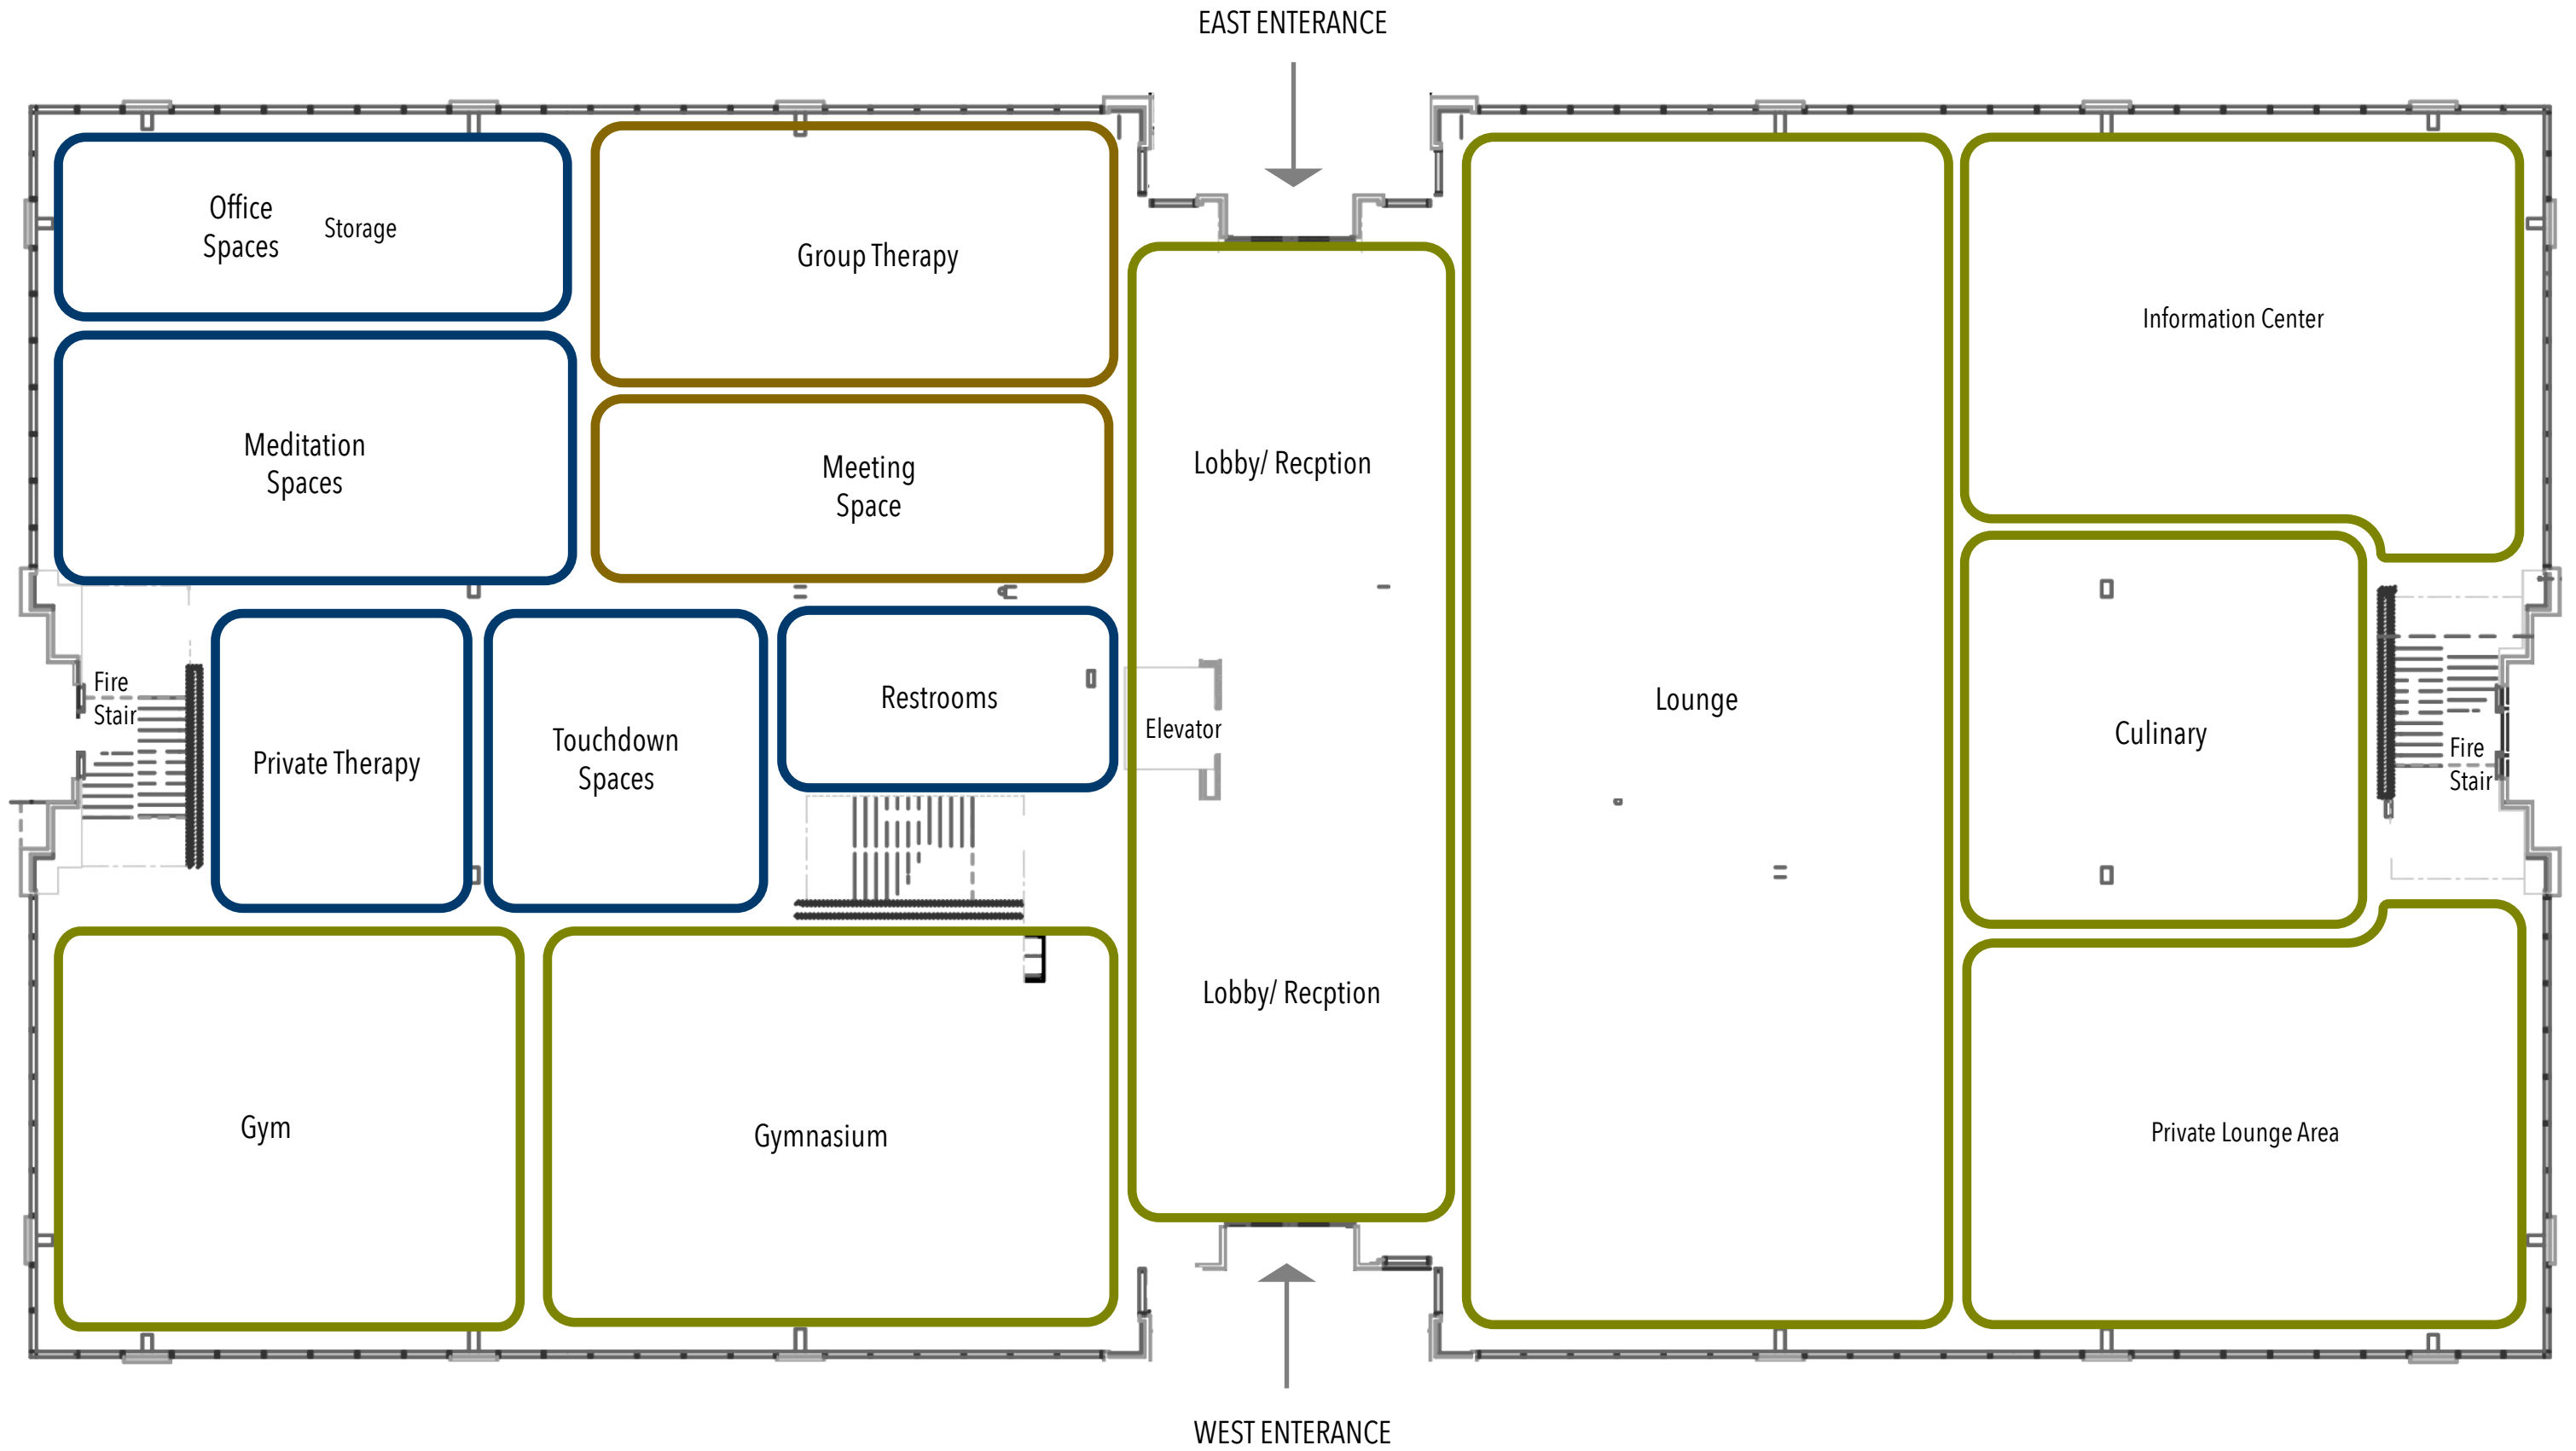 EAST ENTERANCE
Office
Spaces
Storage
Group Therapy
Information Center
Meditation
Spaces
Meeting
Space
Lobby/ Recption
Fire
Stair
Private Therapy
Touchdown
Spaces
Restrooms
Elevator
Lounge
Culinary
Fire
Stair
Lobby/ Recption
Gym
Gymnasium
Private Lounge Area
WEST ENTERANCE